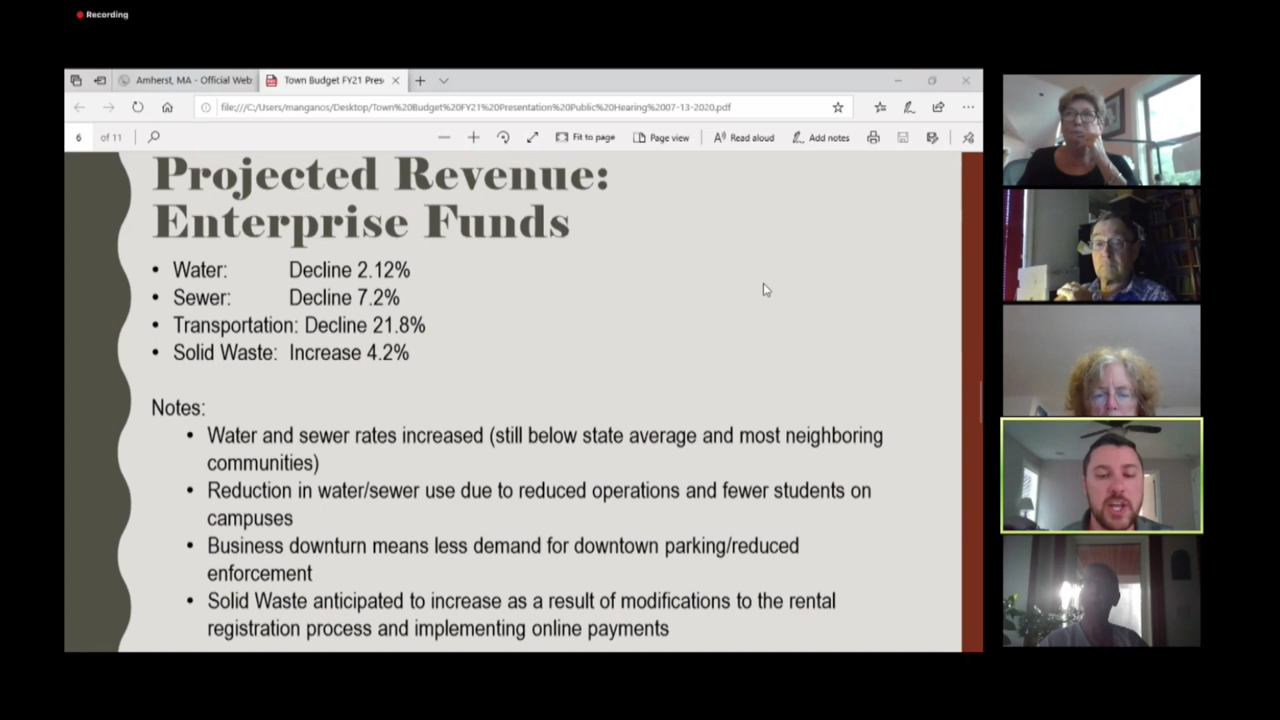 Recording
Amherst, MA - Official Web
Town Budget FY21 Pres
file:///C:/Users/manganos/Desktop/Town%20Budget%20FY21%20Presentation%20Public%20Hearing%2007-13-2020.pdf
6 of 11
Fit to page
Page view
Read aloud
Add notes
Projected Revenue:
Enterprise Funds
• Water: Decline 2.12%
• Sewer: Decline 7.2%
• Transportation: Decline 21.8%
• Solid Waste: Increase 4.2%
Notes:
• Water and sewer rates increased (still below state average and most neighboring
communities)
• Reduction in water/sewer use due to reduced operations and fewer students on
campuses
• Business downturn means less demand for downtown parking/reduced
enforcement
• Solid Waste anticipated to increase as a result of modifications to the rental
registration process and implementing online payments